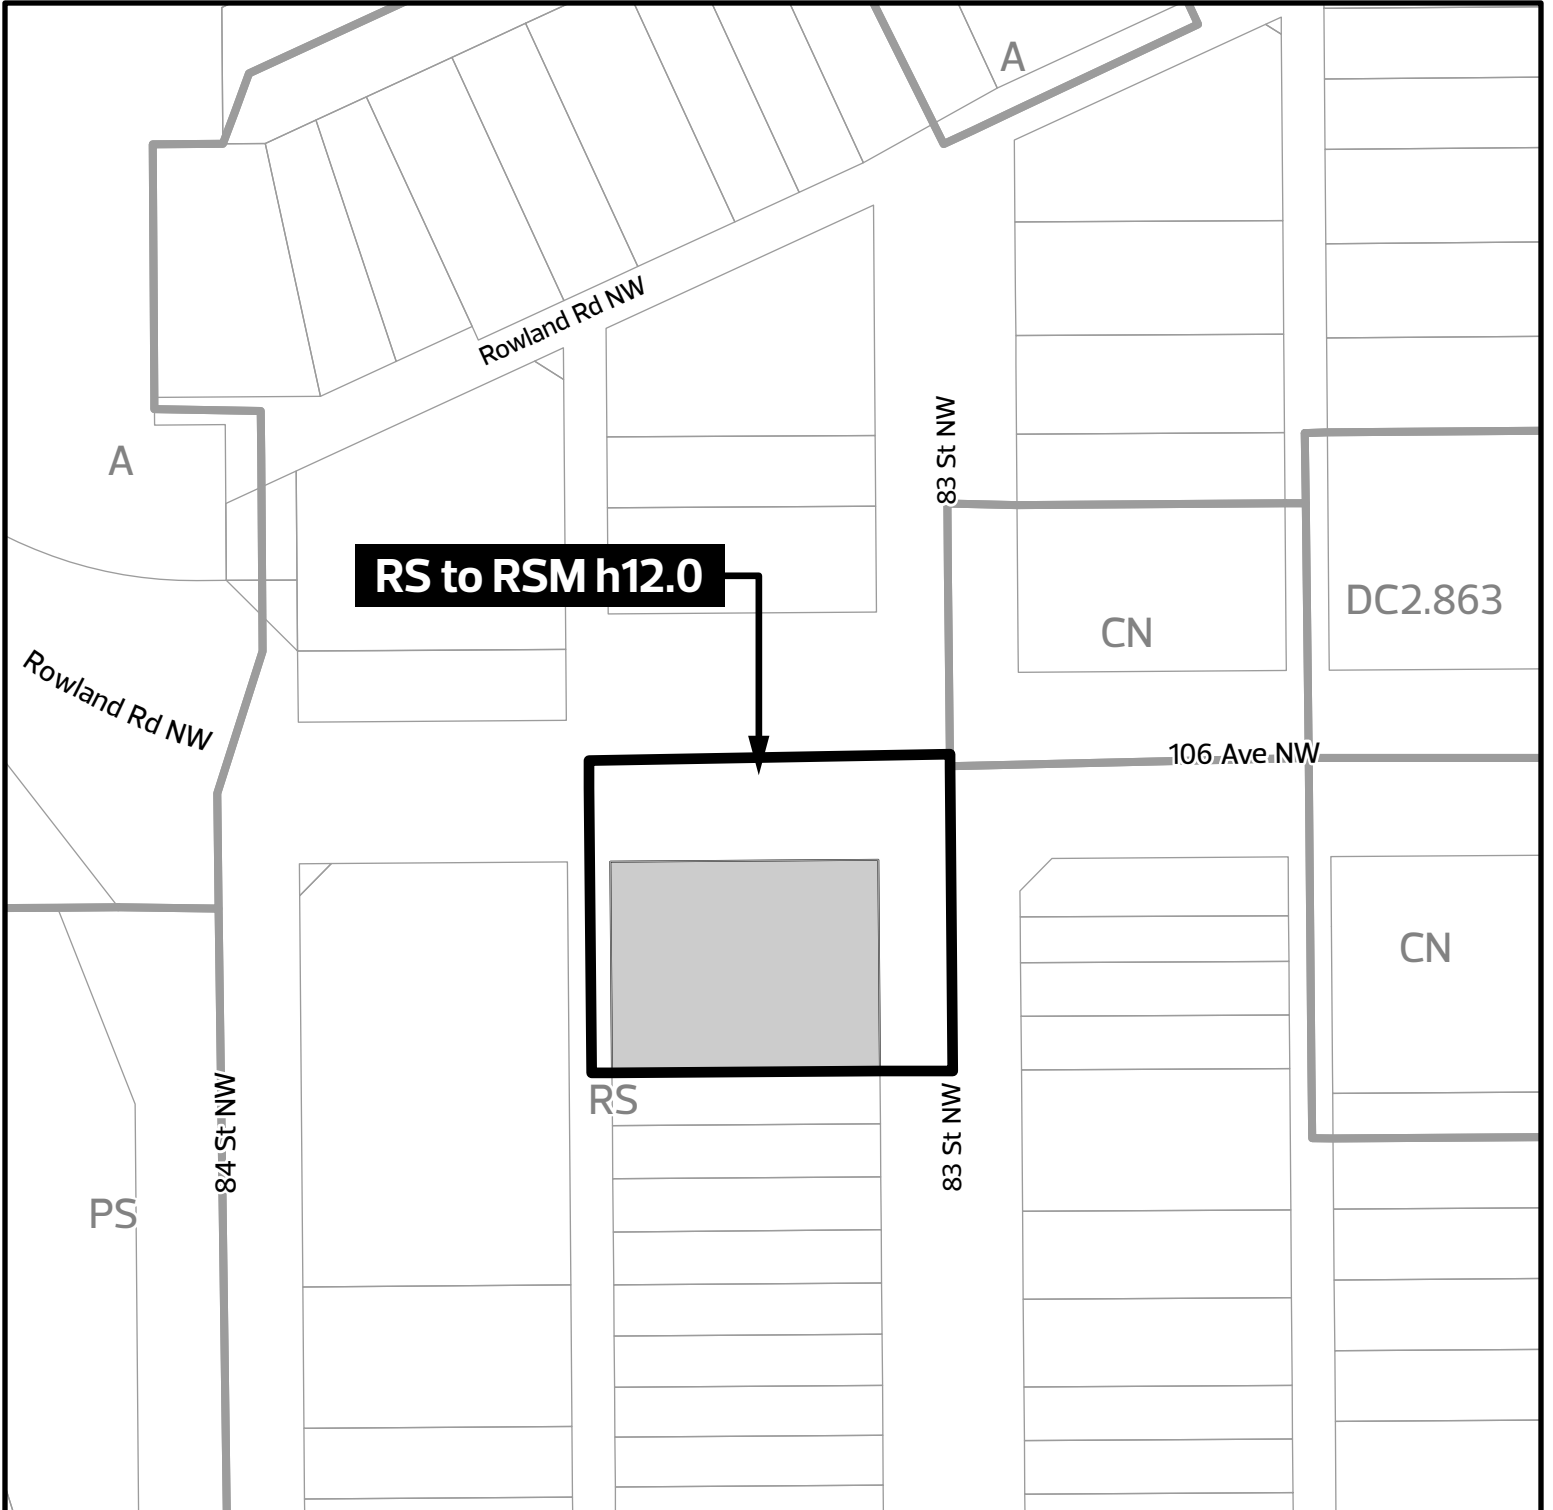 A
Rowland Rd NW
83 St NW
A
RS to RSM h12.0
DC2.863
CN
Rowland Rd NW
106 Ave NW
CN
RS
84 St NW
83 St NW
PS